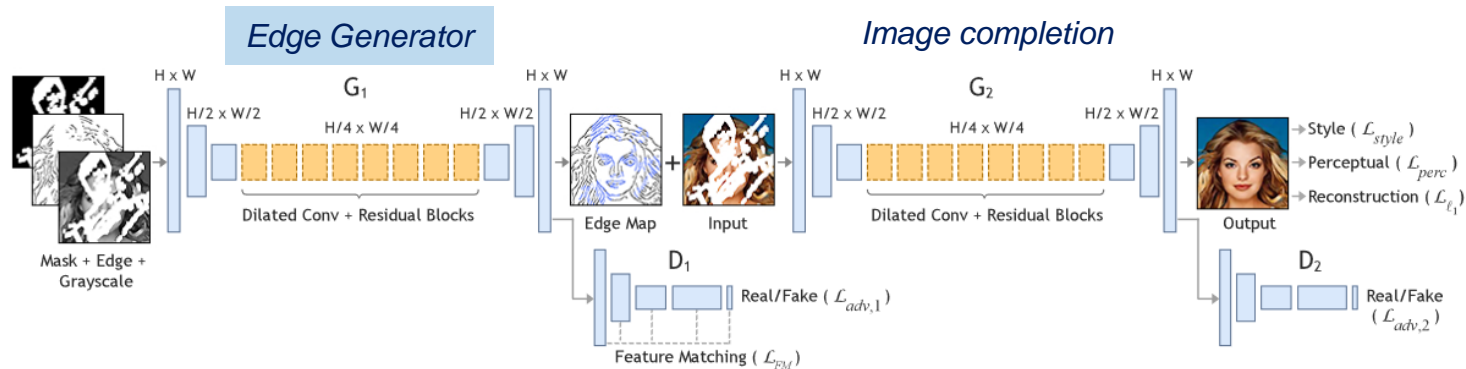 Edge Generator
Image completion
H x W
H/2 x W/2
G1
H/4 x W/4
H/2 x W/2
H x W
Dilated Conv + Residual Blocks
Mask + Edge +
Grayscale
+
Edge Map
Input
H x W
H/2 x W/2
G2
H/4 x W/4
H/2 x W/2
H x W
Dilated Conv + Residual Blocks
Output
Style ( ℒstyle )
Perceptual ( ℒperc )
Reconstruction ( ℒℓ1 )
D1
Real/Fake ( ℒadv,1 )
Feature Matching ( ℒFM )
D2
Real/Fake
( ℒadv,2 )